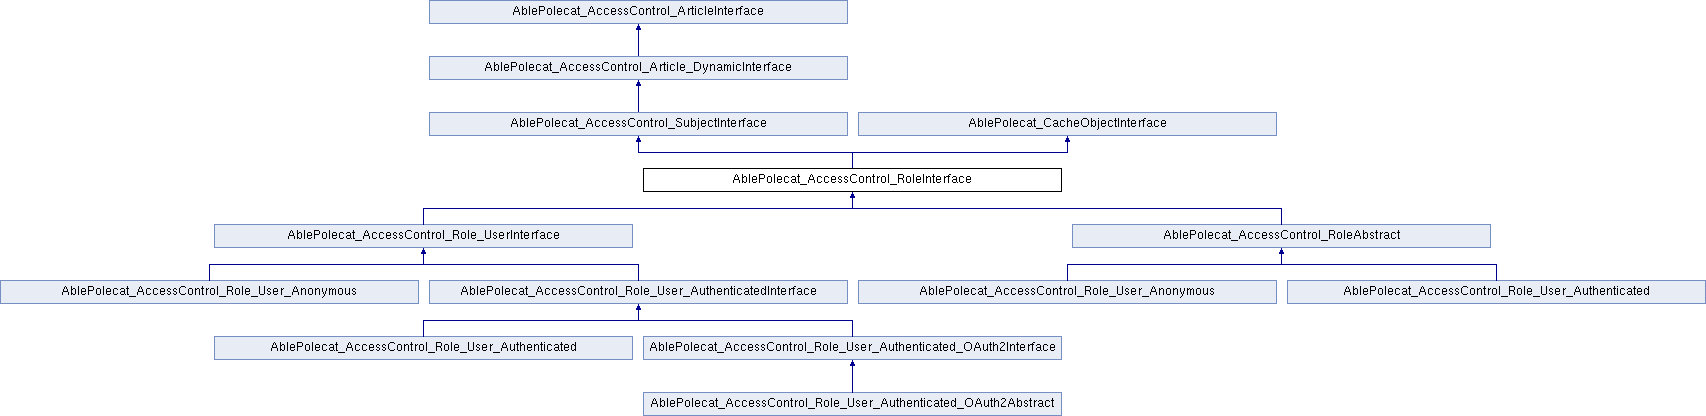 AblePolecat_AccessControl_ArticleInterface
AblePolecat_AccessControl_Article_DynamicInterface
AblePolecat_AccessControl_SubjectInterface
AblePolecat_CacheObjectInterface
AblePolecat_AccessControl_RoleInterface
AblePolecat_AccessControl_Role_UserInterface
AblePolecat_AccessControl_RoleAbstract
AblePolecat_AccessControl_Role_User_Anonymous
AblePolecat_AccessControl_Role_User_AuthenticatedInterface
AblePolecat_AccessControl_Role_User_Anonymous
AblePolecat_AccessControl_Role_User_Authenticated
AblePolecat_AccessControl_Role_User_Authenticated
AblePolecat_AccessControl_Role_User_Authenticated_OAuth2Interface
AblePolecat_AccessControl_Role_User_Authenticated_OAuth2Abstract